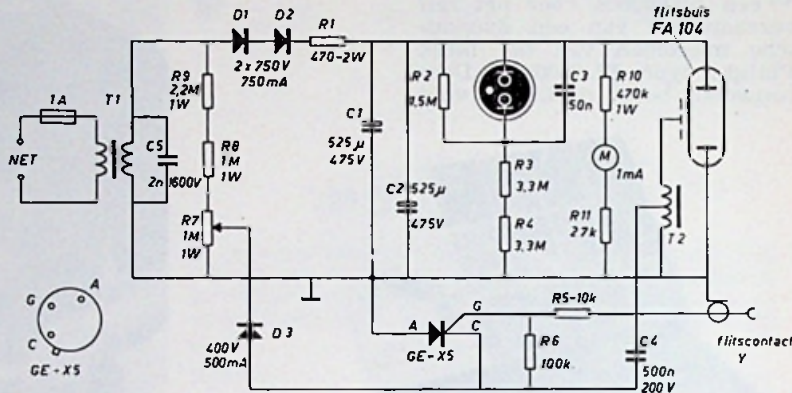 flitsbuis
FA 104
D1
D2
R1
2 x 750V
750mA
470-2W
1A
T1
NET
R9
2,2M
1W
C5
2n
1600V
R8
1M
1W
R7
1M
1W
C1
525µ
475V
C2
525µ
475V
R2
1,5M
C3
50n
R3
3,3M
R4
3,3M
R10
470k
1W
M
1mA
R11
27k
T2
G
A
C
GE-X5
D3
400V
500mA
A
G
C
GE-X5
R5-10k
R6
100k
C4
500n
200V
flitscontact
Y